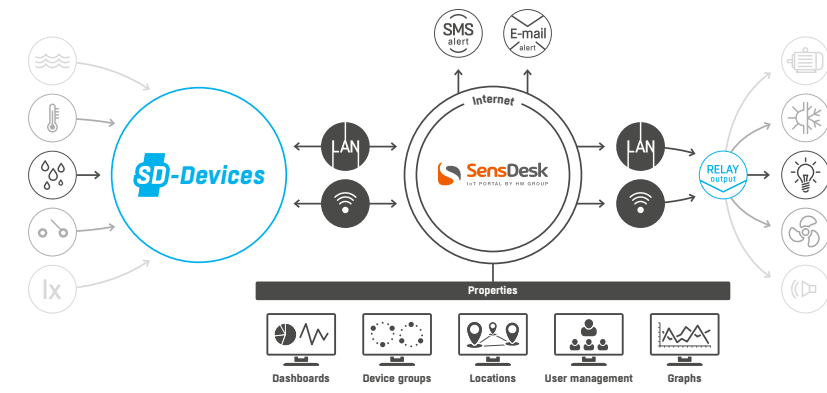 SMS
alert
E-mail
alert
Internet
LAN
LAN
SD-Devices
SensDesk
IoT PORTAL BY HW GROUP
RELAY
output
lx
Properties
Dashboards
Device groups
Locations
User management
Graphs